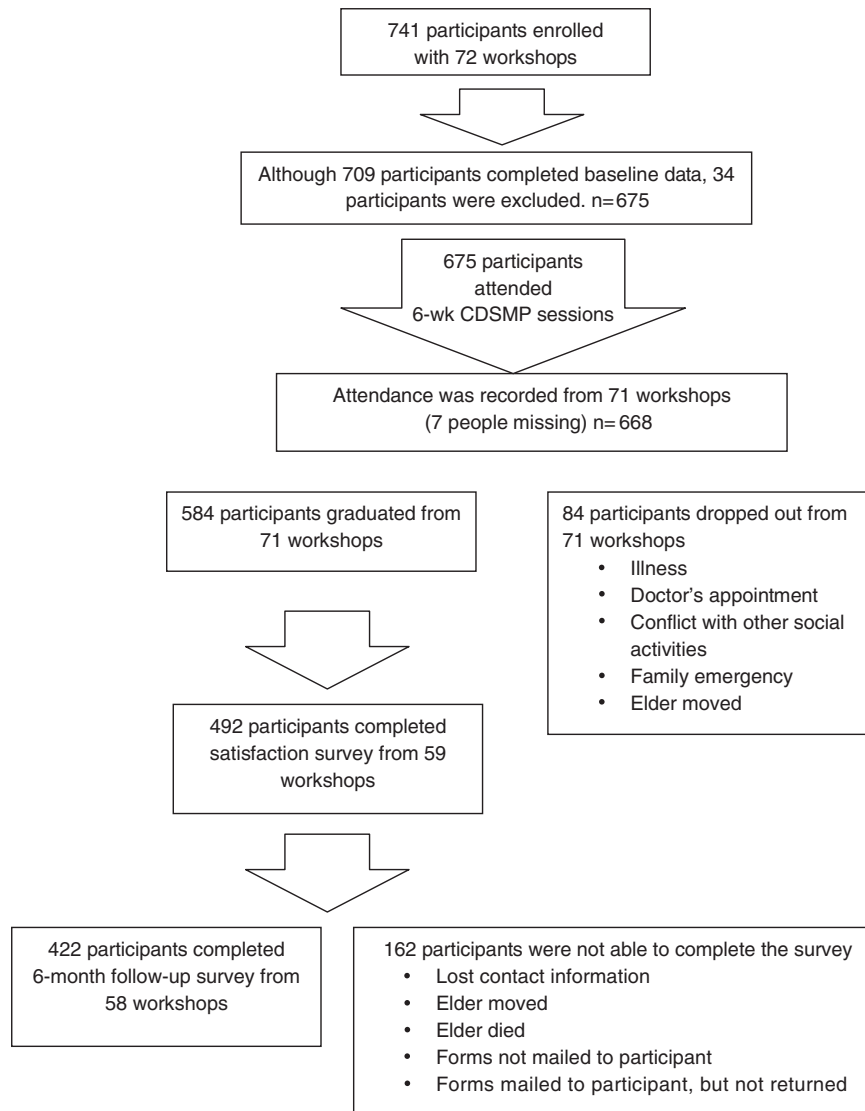 741 participants enrolled
with 72 workshops
Although 709 participants completed baseline data, 34
participants were excluded. n=675
675 participants
attended
6-wk CDSMP sessions
Attendance was recorded from 71 workshops
(7 people missing) n=668
584 participants graduated from
71 workshops
84 participants dropped out from
71 workshops
• Illness
• Doctor's appointment
• Conflict with other social
activities
• Family emergency
• Elder moved
492 participants completed
satisfaction survey from 59
workshops
422 participants completed
6-month follow-up survey from
58 workshops
162 participants were not able to complete the survey
• Lost contact information
• Elder moved
• Elder died
• Forms not mailed to participant
• Forms mailed to participant, but not returned